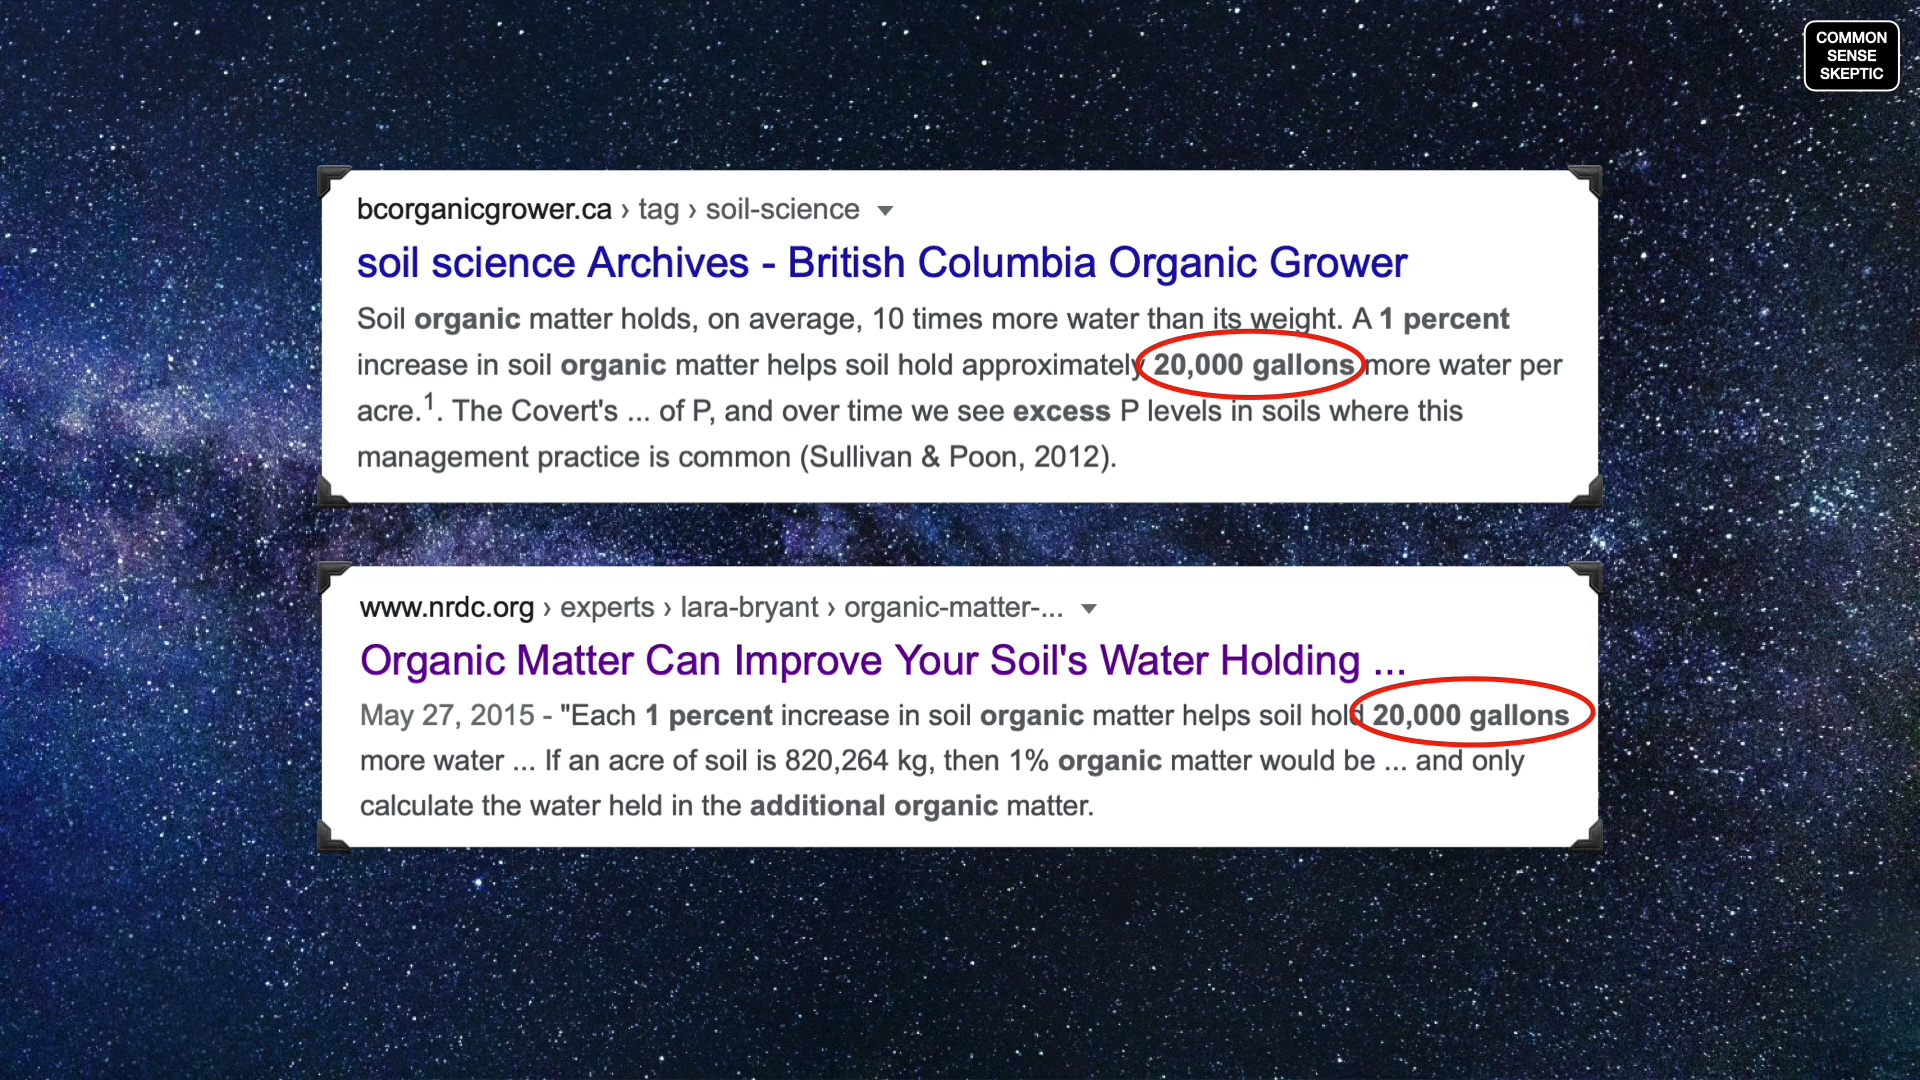 COMMON
SENSE
SKEPTIC
bcorganicgrower.ca › tag › soil-science
soil science Archives - British Columbia Organic Grower
Soil organic matter holds, on average, 10 times more water than its weight. A 1 percent
increase in soil organic matter helps soil hold approximately 20,000 gallons more water per
acre.¹. The Covert's ... of P, and over time we see excess P levels in soils where this
management practice is common (Sullivan & Poon, 2012).
www.nrdc.org › experts › lara-bryant › organic-matter-...
Organic Matter Can Improve Your Soil's Water Holding ...
May 27, 2015 - "Each 1 percent increase in soil organic matter helps soil hold 20,000 gallons
more water ... If an acre of soil is 820,264 kg, then 1% organic matter would be ... and only
calculate the water held in the additional organic matter.